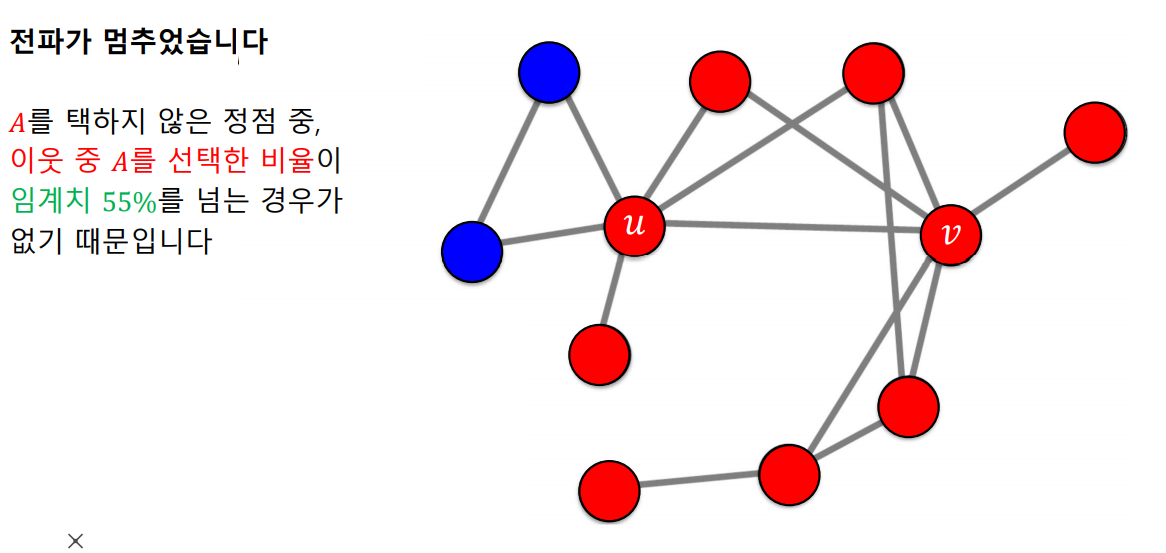 전파가 멈추었습니다
A를 택하지 않은 정점 중,
이웃 중 A를 선택한 비율이
임계치 55%를 넘는 경우가
없기 때문입니다
u
v